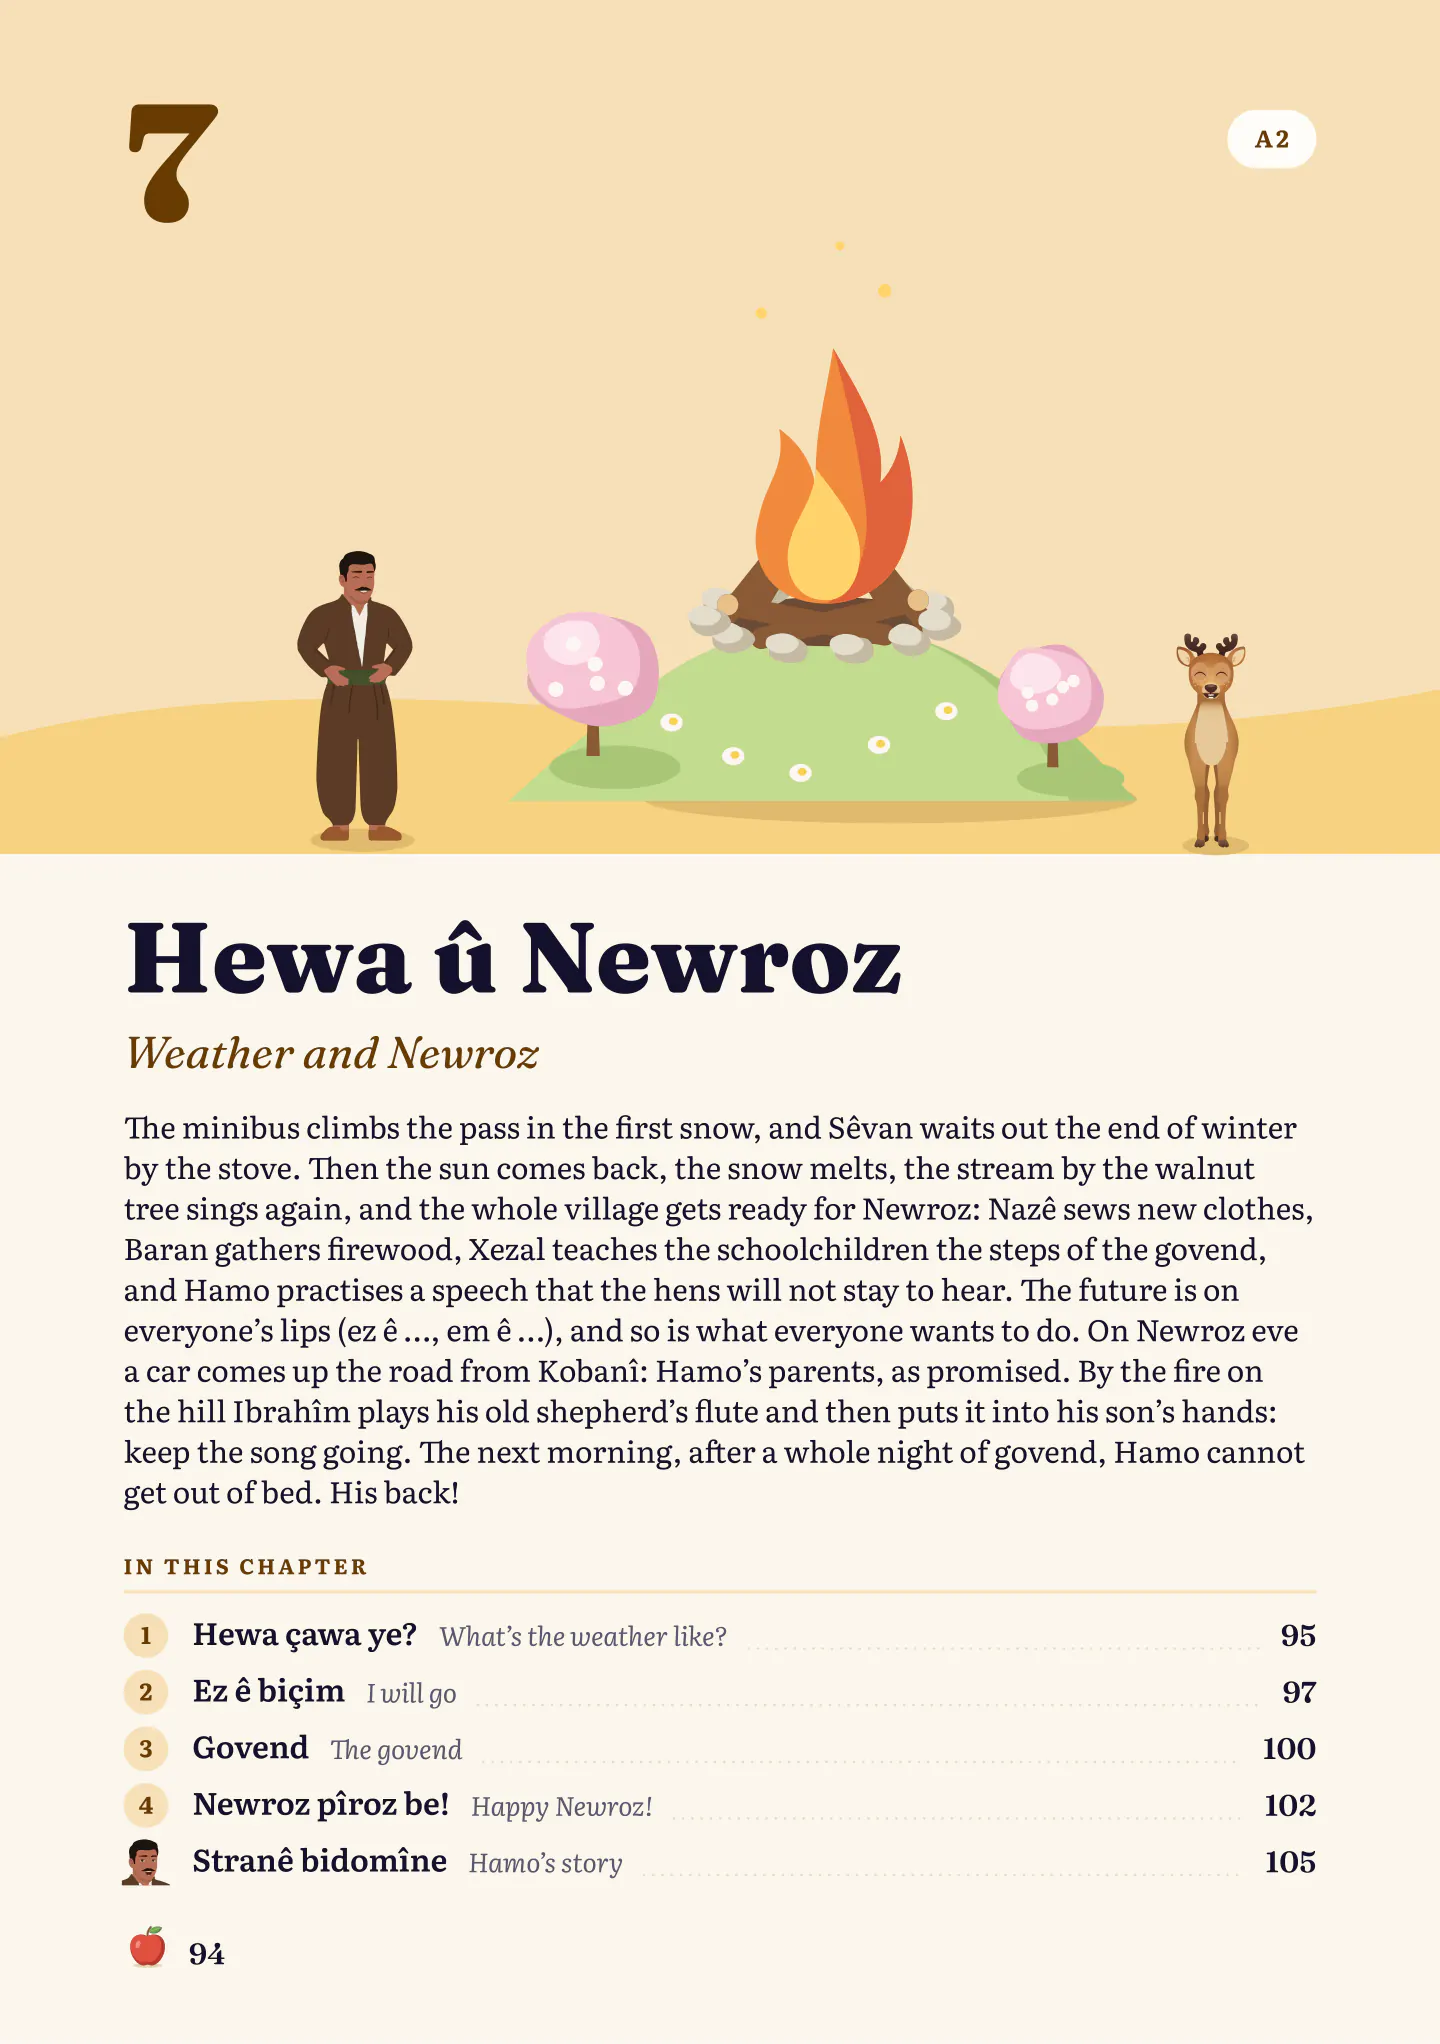 7
A2
Hewa û Newroz
Weather and Newroz
The minibus climbs the pass in the first snow, and Sêvan waits out the end of winter
by the stove. Then the sun comes back, the snow melts, the stream by the walnut
tree sings again, and the whole village gets ready for Newroz: Nazê sews new clothes,
Baran gathers firewood, Xezal teaches the schoolchildren the steps of the govend,
and Hamo practises a speech that the hens will not stay to hear. The future is on
everyone’s lips (ez ê …, em ê …), and so is what everyone wants to do. On Newroz eve
a car comes up the road from Kobanî: Hamo’s parents, as promised. By the fire on
the hill Ibrahîm plays his old shepherd’s flute and then puts it into his son’s hands:
keep the song going. The next morning, after a whole night of govend, Hamo cannot
get out of bed. His back!
IN THIS CHAPTER
1 Hewa çawa ye? What’s the weather like? 95
2 Ez ê biçim I will go 97
3 Govend The govend 100
4 Newroz pîroz be! Happy Newroz! 102
Stranê bidomîne Hamo’s story 105
94